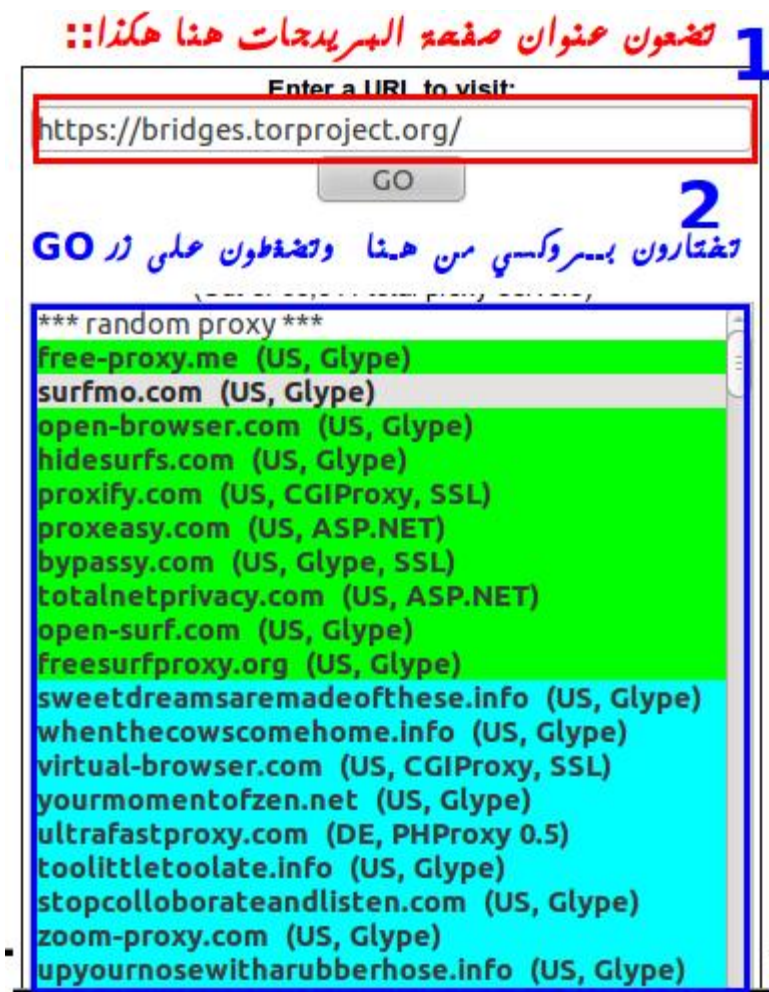 تضعون عنوان صفحة البريدجات هنا هكذا::
1
Enter a URL to visit:
https://bridges.torproject.org/
GO
2
تختارون بــروكــسي من هـنا وتضغطون على زر GO
*** random proxy ***
free-proxy.me (US, Glype)
surfmo.com (US, Glype)
open-browser.com (US, Glype)
hidesurfs.com (US, Glype)
proxify.com (US, CGIProxy, SSL)
proxeasy.com (US, ASP.NET)
bypassy.com (US, Glype, SSL)
totalnetprivacy.com (US, ASP.NET)
open-surf.com (US, Glype)
freesurfproxy.org (US, Glype)
sweetdreamsaremadeofthese.info (US, Glype)
whenthecowscomehome.info (US, Glype)
virtual-browser.com (US, CGIProxy, SSL)
yourmomentofzen.net (US, Glype)
ultrafastproxy.com (DE, PHProxy 0.5)
toolittletoolate.info (US, Glype)
stopcolloborateandlisten.com (US, Glype)
zoom-proxy.com (US, Glype)
upyournosewitharubberhose.info (US, Glype)